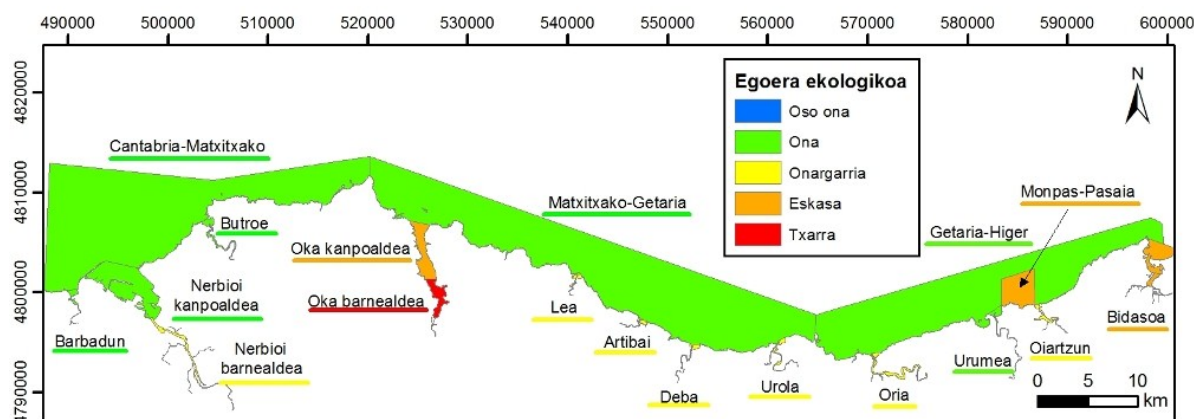 490000 500000 510000 520000 530000 540000 550000 560000 570000 580000 590000 600000
4820000
4810000
4800000
4790000
Egoera ekologikoa
Oso ona
Ona
Onargarria
Eskasa
Txarra
N
Cantabria-Matxitxako
Matxitxako-Getaria
Monpas-Pasaia
Getaria-Higer
Butroe
Oka kanpoaldea
Nerbioi
kanpoaldea
Oka barnealdea
Lea
Bidasoa
Barbadun
Nerbioi
barnealdea
Artibai
Deba
Urola
Oria
Urumea
Oiartzun
0 5 10
km